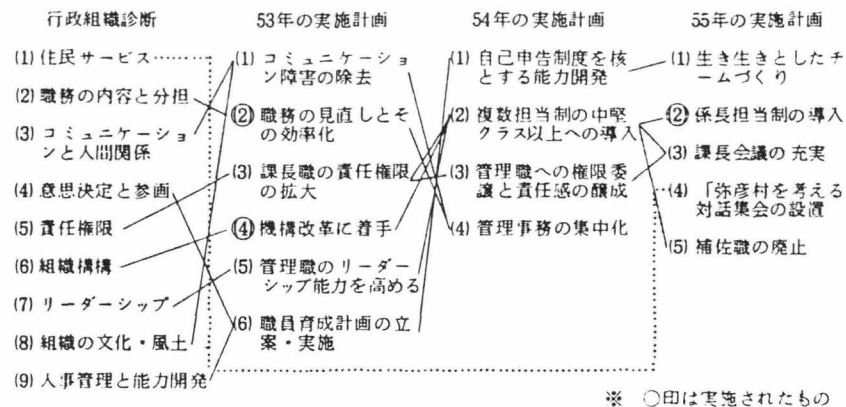 行政組織診断
(1) 住民サービス
(2) 職務の内容と分担
(3) コミュニケーショ
ンと人間関係
(4) 意思決定と参画
(5) 責任権限
(6) 組織構構
(7) リーダーシップ
(8) 組織の文化・風土
(9) 人事管理と能力開発
53年の実施計画
(1) コミュニケーショ
ン障害の除去
(2) 職務の見直しとそ
の効率化
(3) 課長職の責任権限
の拡大
(4) 機構改革に着手
(5) 管理職のリーダー
シップ能力を高める
(6) 職員育成計画の立
案・実施
54年の実施計画
(1) 自己申告制度を核
とする能力開発
(2) 複数担当制の中堅
クラス以上への導入
(3) 管理職への権限委
譲と責任感の醸成
(4) 管理事務の集中化
55年の実施計画
(1) 生き生きとしたチ
ームづくり
(2) 係長担当制の導入
(3) 課長会議の充実
(4) 「弥彦村を考える
対話集会の設置
(5) 補佐職の廃止
※ ○印は実施されたもの